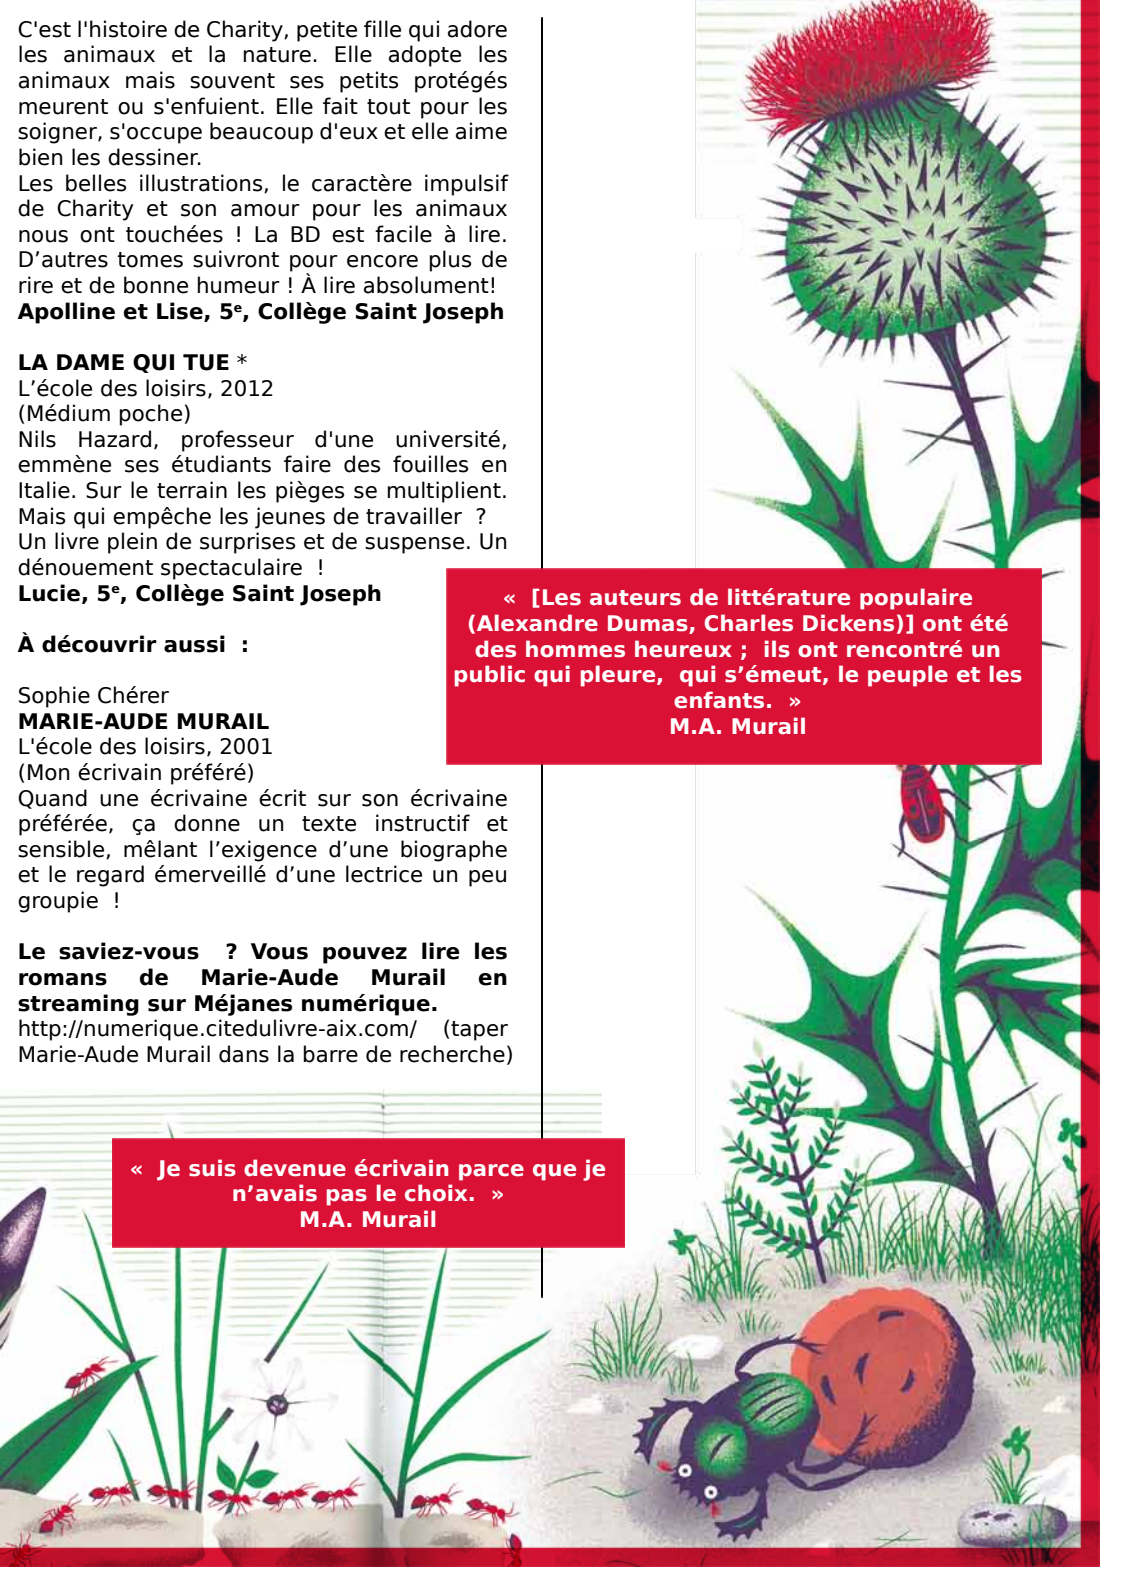 C'est l'histoire de Charity, petite fille qui adore
les animaux et la nature. Elle adopte les
animaux mais souvent ses petits protégés
meurent ou s'enfuient. Elle fait tout pour les
soigner, s'occupe beaucoup d'eux et elle aime
bien les dessiner.
Les belles illustrations, le caractère impulsif
de Charity et son amour pour les animaux
nous ont touchées ! La BD est facile à lire.
D’autres tomes suivront pour encore plus de
rire et de bonne humeur ! À lire absolument!
Apolline et Lise, 5ᵉ, Collège Saint Joseph
LA DAME QUI TUE *
L’école des loisirs, 2012
(Médium poche)
Nils Hazard, professeur d'une université,
emmène ses étudiants faire des fouilles en
Italie. Sur le terrain les pièges se multiplient.
Mais qui empêche les jeunes de travailler  ?
Un livre plein de surprises et de suspense. Un
dénouement spectaculaire  !
Lucie, 5ᵉ, Collège Saint Joseph
À découvrir aussi  :
Sophie Chérer
MARIE-AUDE MURAIL
L'école des loisirs, 2001
(Mon écrivain préféré)
Quand une écrivaine écrit sur son écrivaine
préférée, ça donne un texte instructif et
sensible, mêlant l’exigence d’une biographe
et le regard émerveillé d’une lectrice un peu
groupie  !
Le saviez-vous  ? Vous pouvez lire les
romans de Marie-Aude Murail en
streaming sur Méjanes numérique.
http://numerique.citedulivre-aix.com/ (taper
Marie-Aude Murail dans la barre de recherche)
«  [Les auteurs de littérature populaire
(Alexandre Dumas, Charles Dickens)] ont été
des hommes heureux ;  ils ont rencontré un
public qui pleure,  qui s’émeut, le peuple et les
enfants.  »
M.A. Murail
«  Je suis devenue écrivain parce que je
n’avais pas le choix.  »
M.A. Murail